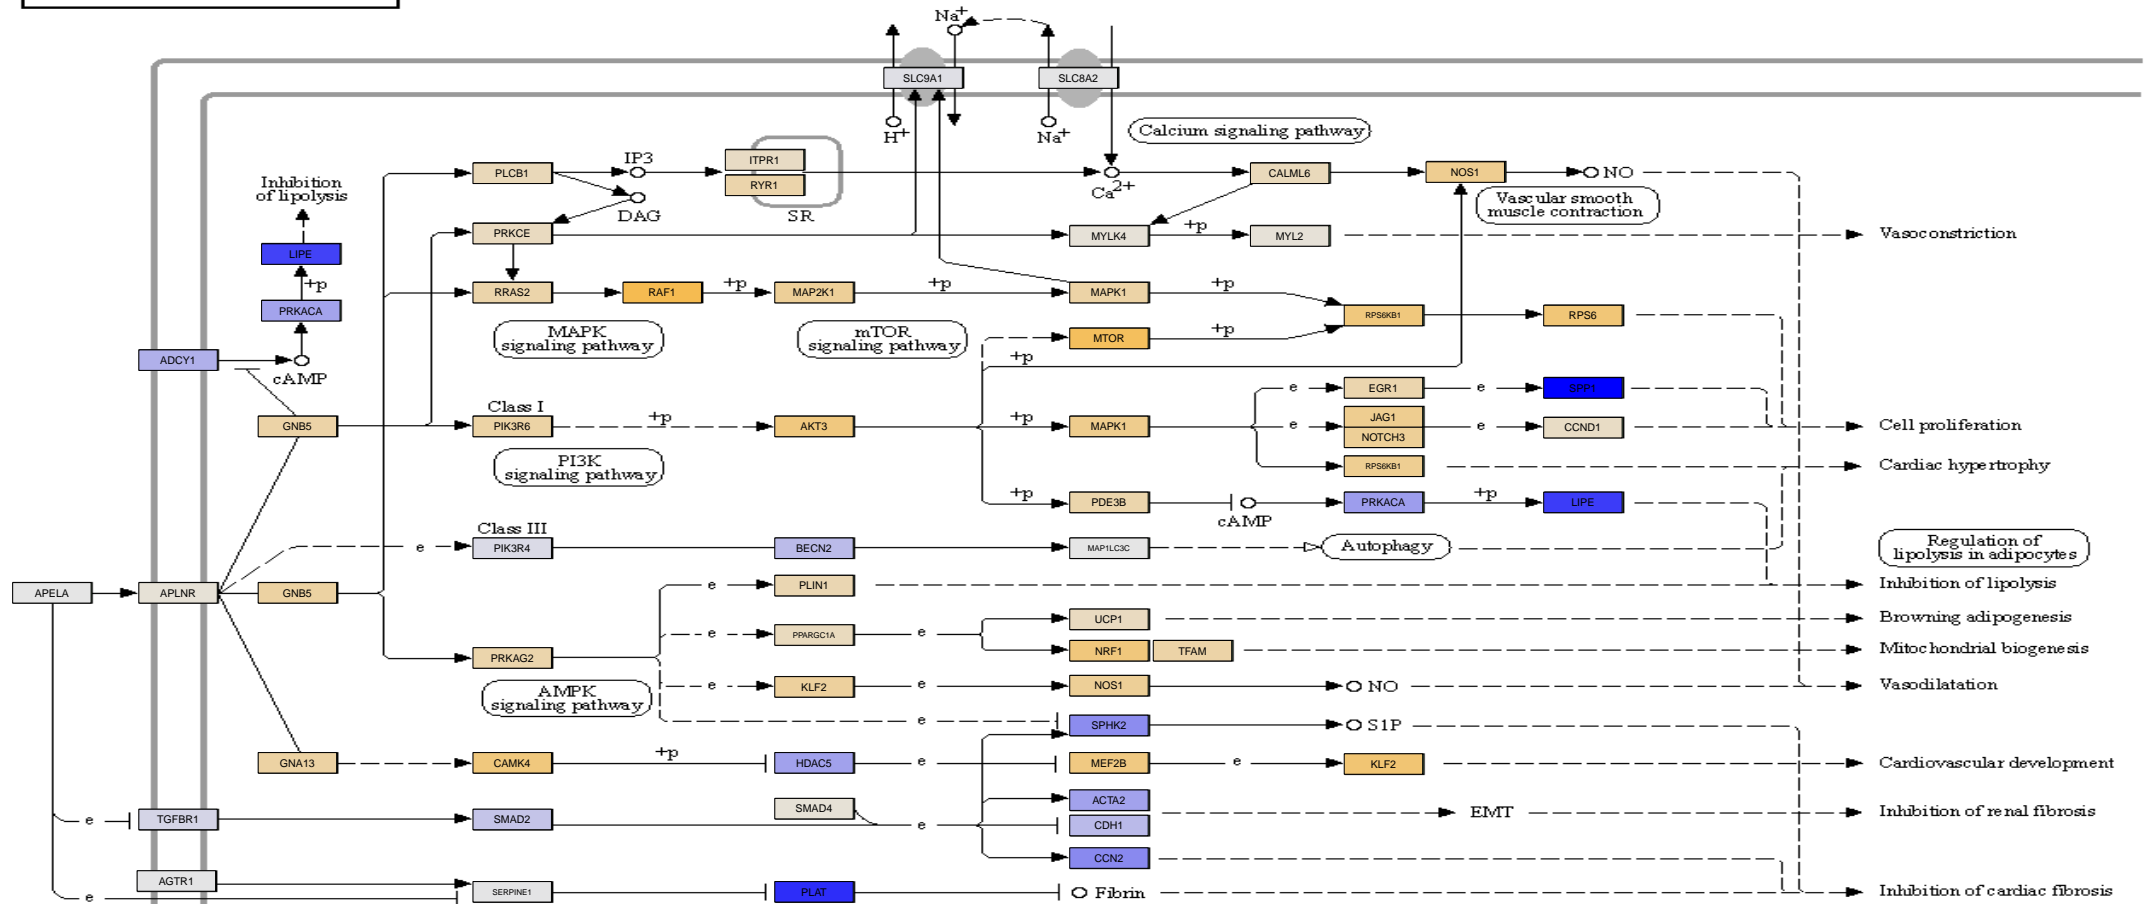 Na+
SLC9A1
SLC8A2
H+
Na+
Calcium signaling pathway
IP3
ITPR1
RYR1
SR
PLCB1
DAG
Ca2+
CALML6
NOS1
NO
Vascular smooth
muscle contraction
Inhibition
of lipolysis
LIPE
+p
PRKACA
PRKCE
MYLK4
+p
MYL2
Vasoconstriction
RRAS2
RAF1
+p
MAP2K1
+p
MAPK1
+p
RPS6KB1
RPS6
MAPK
signaling pathway
mTOR
signaling pathway
MTOR
+p
+p
ADCY1
cAMP
EGR1
e
e
SPP1
GNB5
Class I
PIK3R6
+p
AKT3
+p
MAPK1
e
JAG1
NOTCH3
e
CCND1
Cell proliferation
PI3K
signaling pathway
RPS6KB1
Cardiac hypertrophy
+p
PDE3B
cAMP
PRKACA
+p
LIPE
Class III
e
PIK3R4
BECN2
MAP1LC3C
Autophagy
Regulation of
lipolysis in adipocytes
APELA
APLNR
GNB5
e
PLIN1
Inhibition of lipolysis
e
PPARGC1A
e
UCP1
Browning adipogenesis
PRKAG2
NRF1
TFAM
Mitochondrial biogenesis
AMPK
signaling pathway
e
KLF2
e
NOS1
NO
Vasodilatation
e
SPHK2
S1P
GNA13
CAMK4
+p
HDAC5
e
MEF2B
e
KLF2
Cardiovascular development
e
TGFBR1
SMAD2
SMAD4
e
ACTA2
CDH1
EMT
Inhibition of renal fibrosis
CCN2
AGTR1
e
SERPINE1
PLAT
Fibrin
Inhibition of cardiac fibrosis